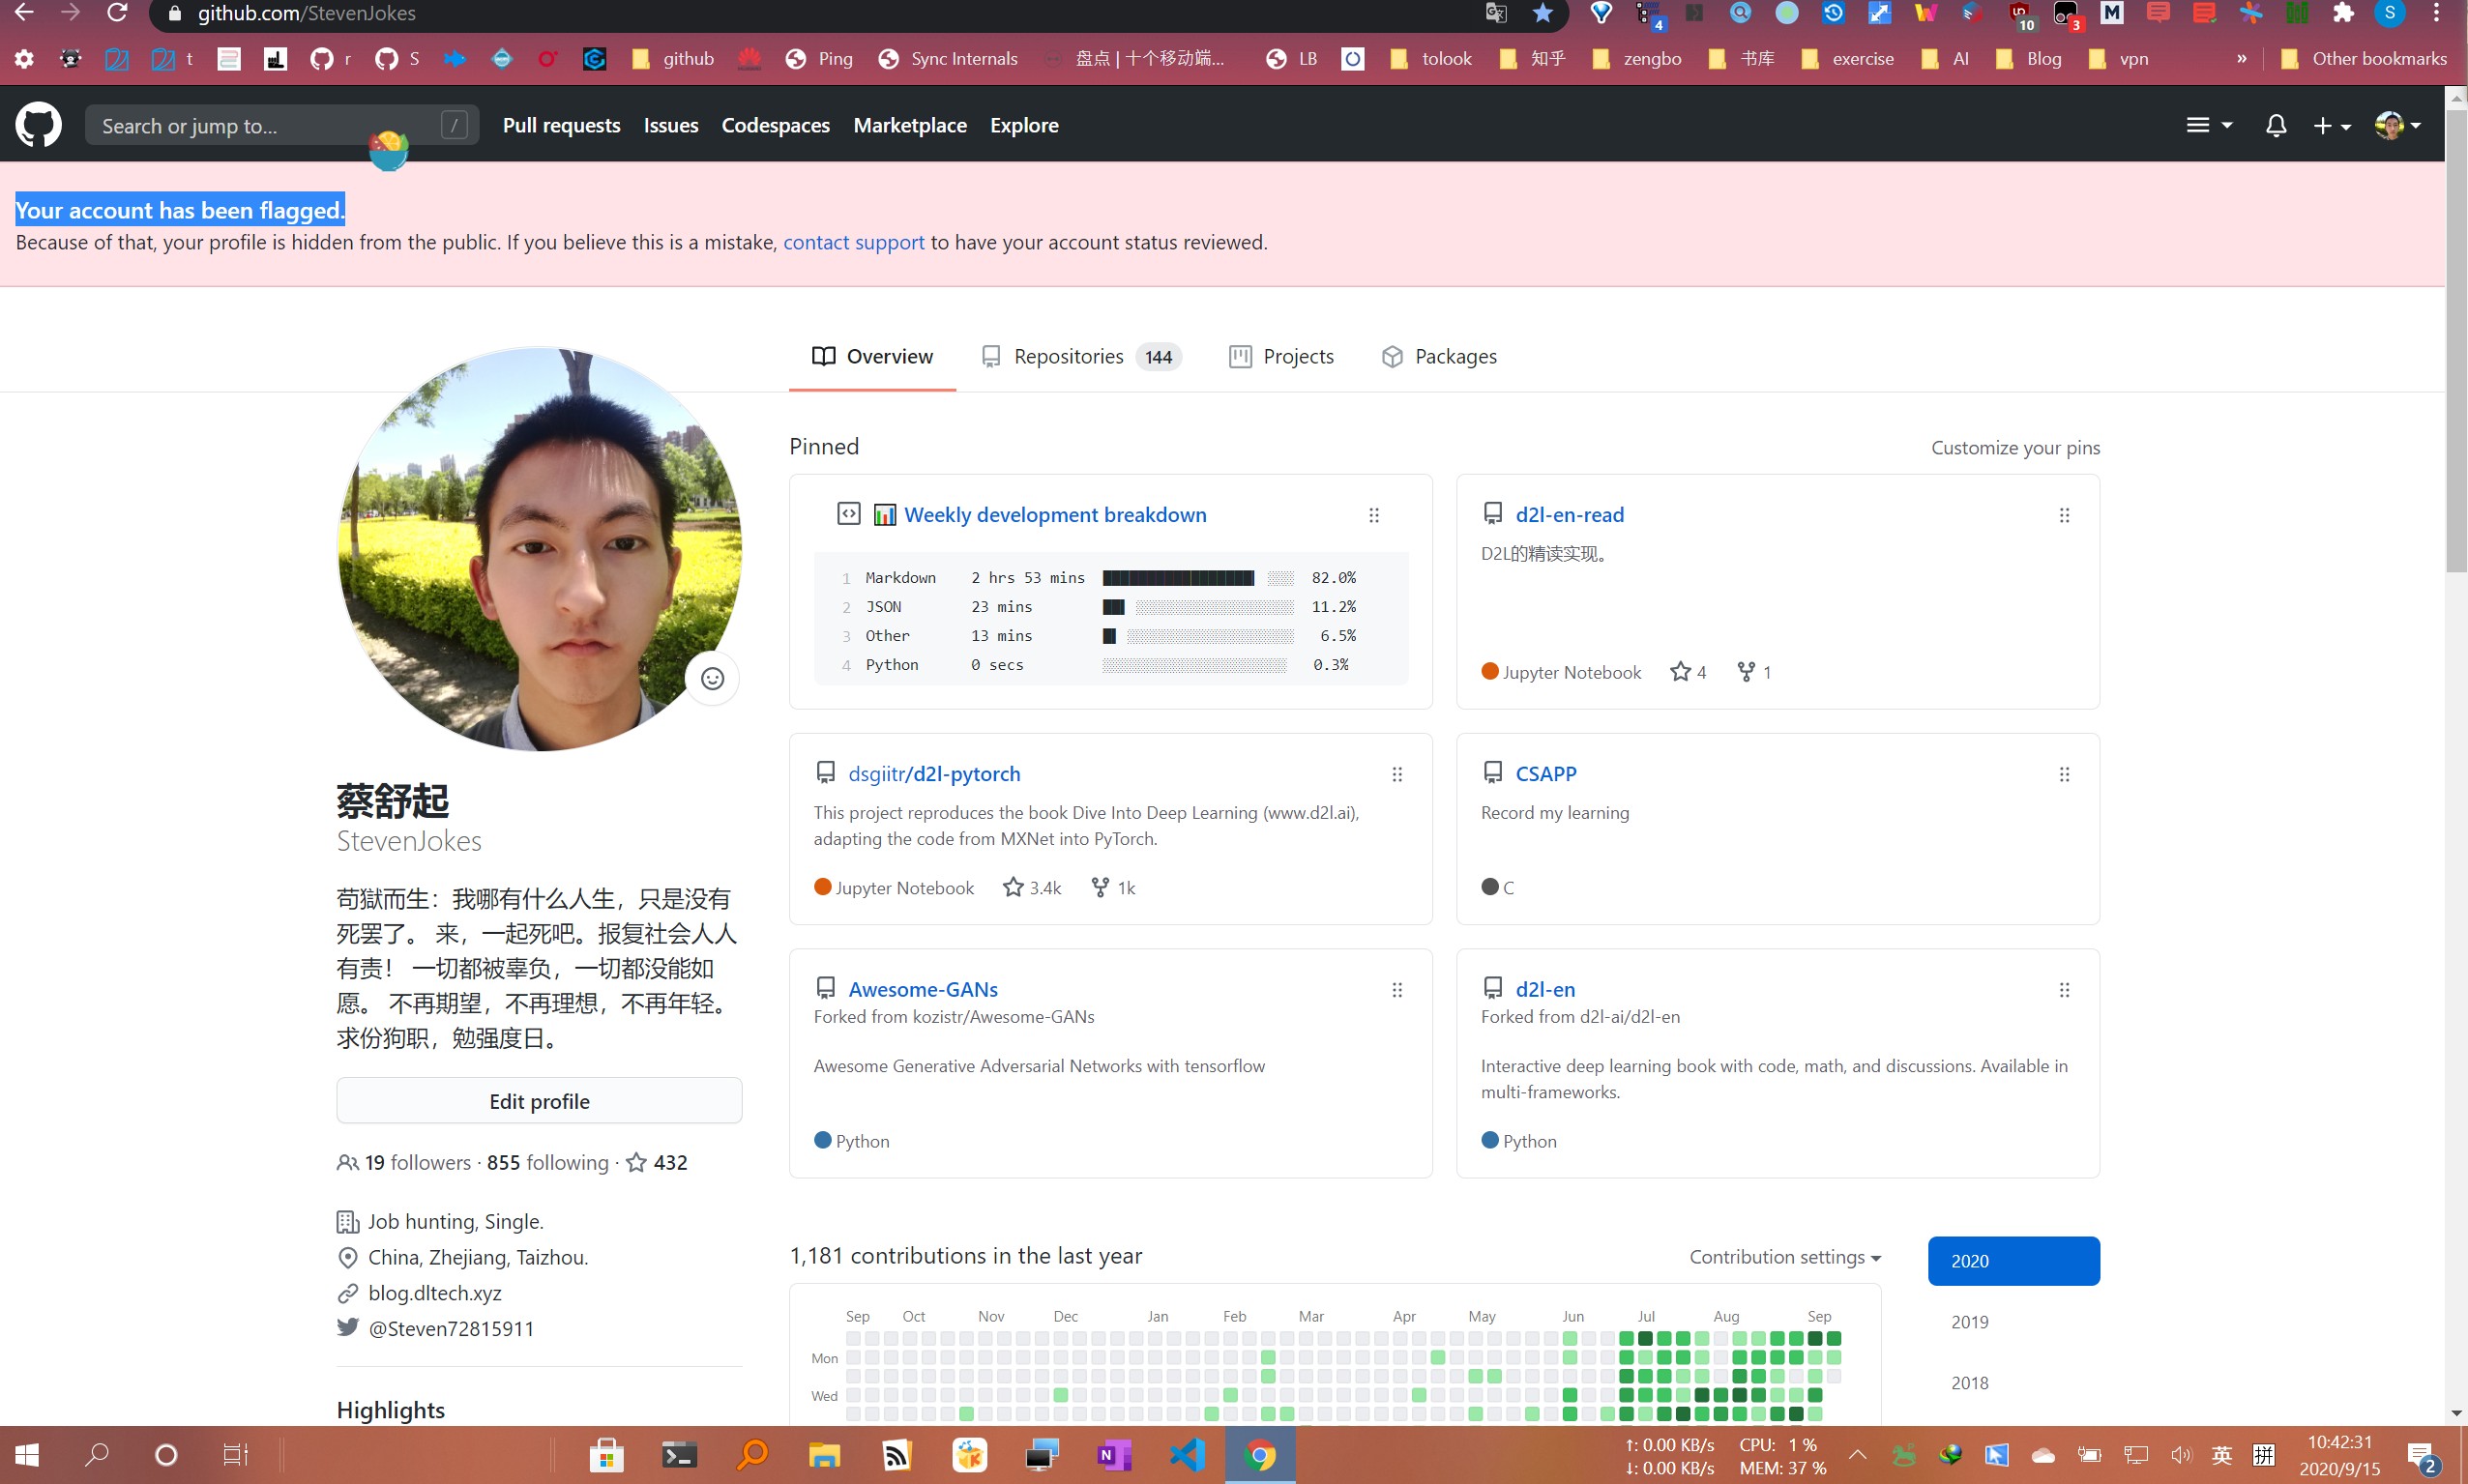 github.com/StevenJokes
4
10
3
M
S
t
r
S
github
Ping
Sync Internals
盘点 | 十个移动端...
LB
tolook
知乎
zengbo
书库
exercise
AI
Blog
vpn
»
Other bookmarks
Search or jump to...
/
Pull requests
Issues
Codespaces
Marketplace
Explore
Your account has been flagged.
Because of that, your profile is hidden from the public. If you believe this is a mistake, contact support to have your account status reviewed.
Overview
Repositories 144
Projects
Packages
蔡舒起
StevenJokes
苟獄而生：我哪有什么人生，只是没有
死罢了。 来，一起死吧。报复社会人人
有责！ 一切都被辜负，一切都没能如
愿。 不再期望，不再理想，不再年轻。
求份狗职，勉强度日。
Edit profile
19 followers · 855 following · 432
Job hunting, Single.
China, Zhejiang, Taizhou.
blog.dltech.xyz
@Steven72815911
Highlights
Pinned
Customize your pins
Weekly development breakdown
1 Markdown 2 hrs 53 mins 82.0%
2 JSON 23 mins 11.2%
3 Other 13 mins 6.5%
4 Python 0 secs 0.3%
d2l-en-read
D2L的精读实现。
Jupyter Notebook 4 1
dsgiitr/d2l-pytorch
This project reproduces the book Dive Into Deep Learning (www.d2l.ai),
adapting the code from MXNet into PyTorch.
Jupyter Notebook 3.4k 1k
CSAPP
Record my learning
C
Awesome-GANs
Forked from kozistr/Awesome-GANs
Awesome Generative Adversarial Networks with tensorflow
Python
d2l-en
Forked from d2l-ai/d2l-en
Interactive deep learning book with code, math, and discussions. Available in
multi-frameworks.
Python
1,181 contributions in the last year
Contribution settings
2020
2019
2018
Sep Oct Nov Dec Jan Feb Mar Apr May Jun Jul Aug Sep
Mon
Wed
↑: 0.00 KB/s
↓: 0.00 KB/s
CPU: 1 %
MEM: 37 %
英
拼
10:42:31
2020/9/15
2